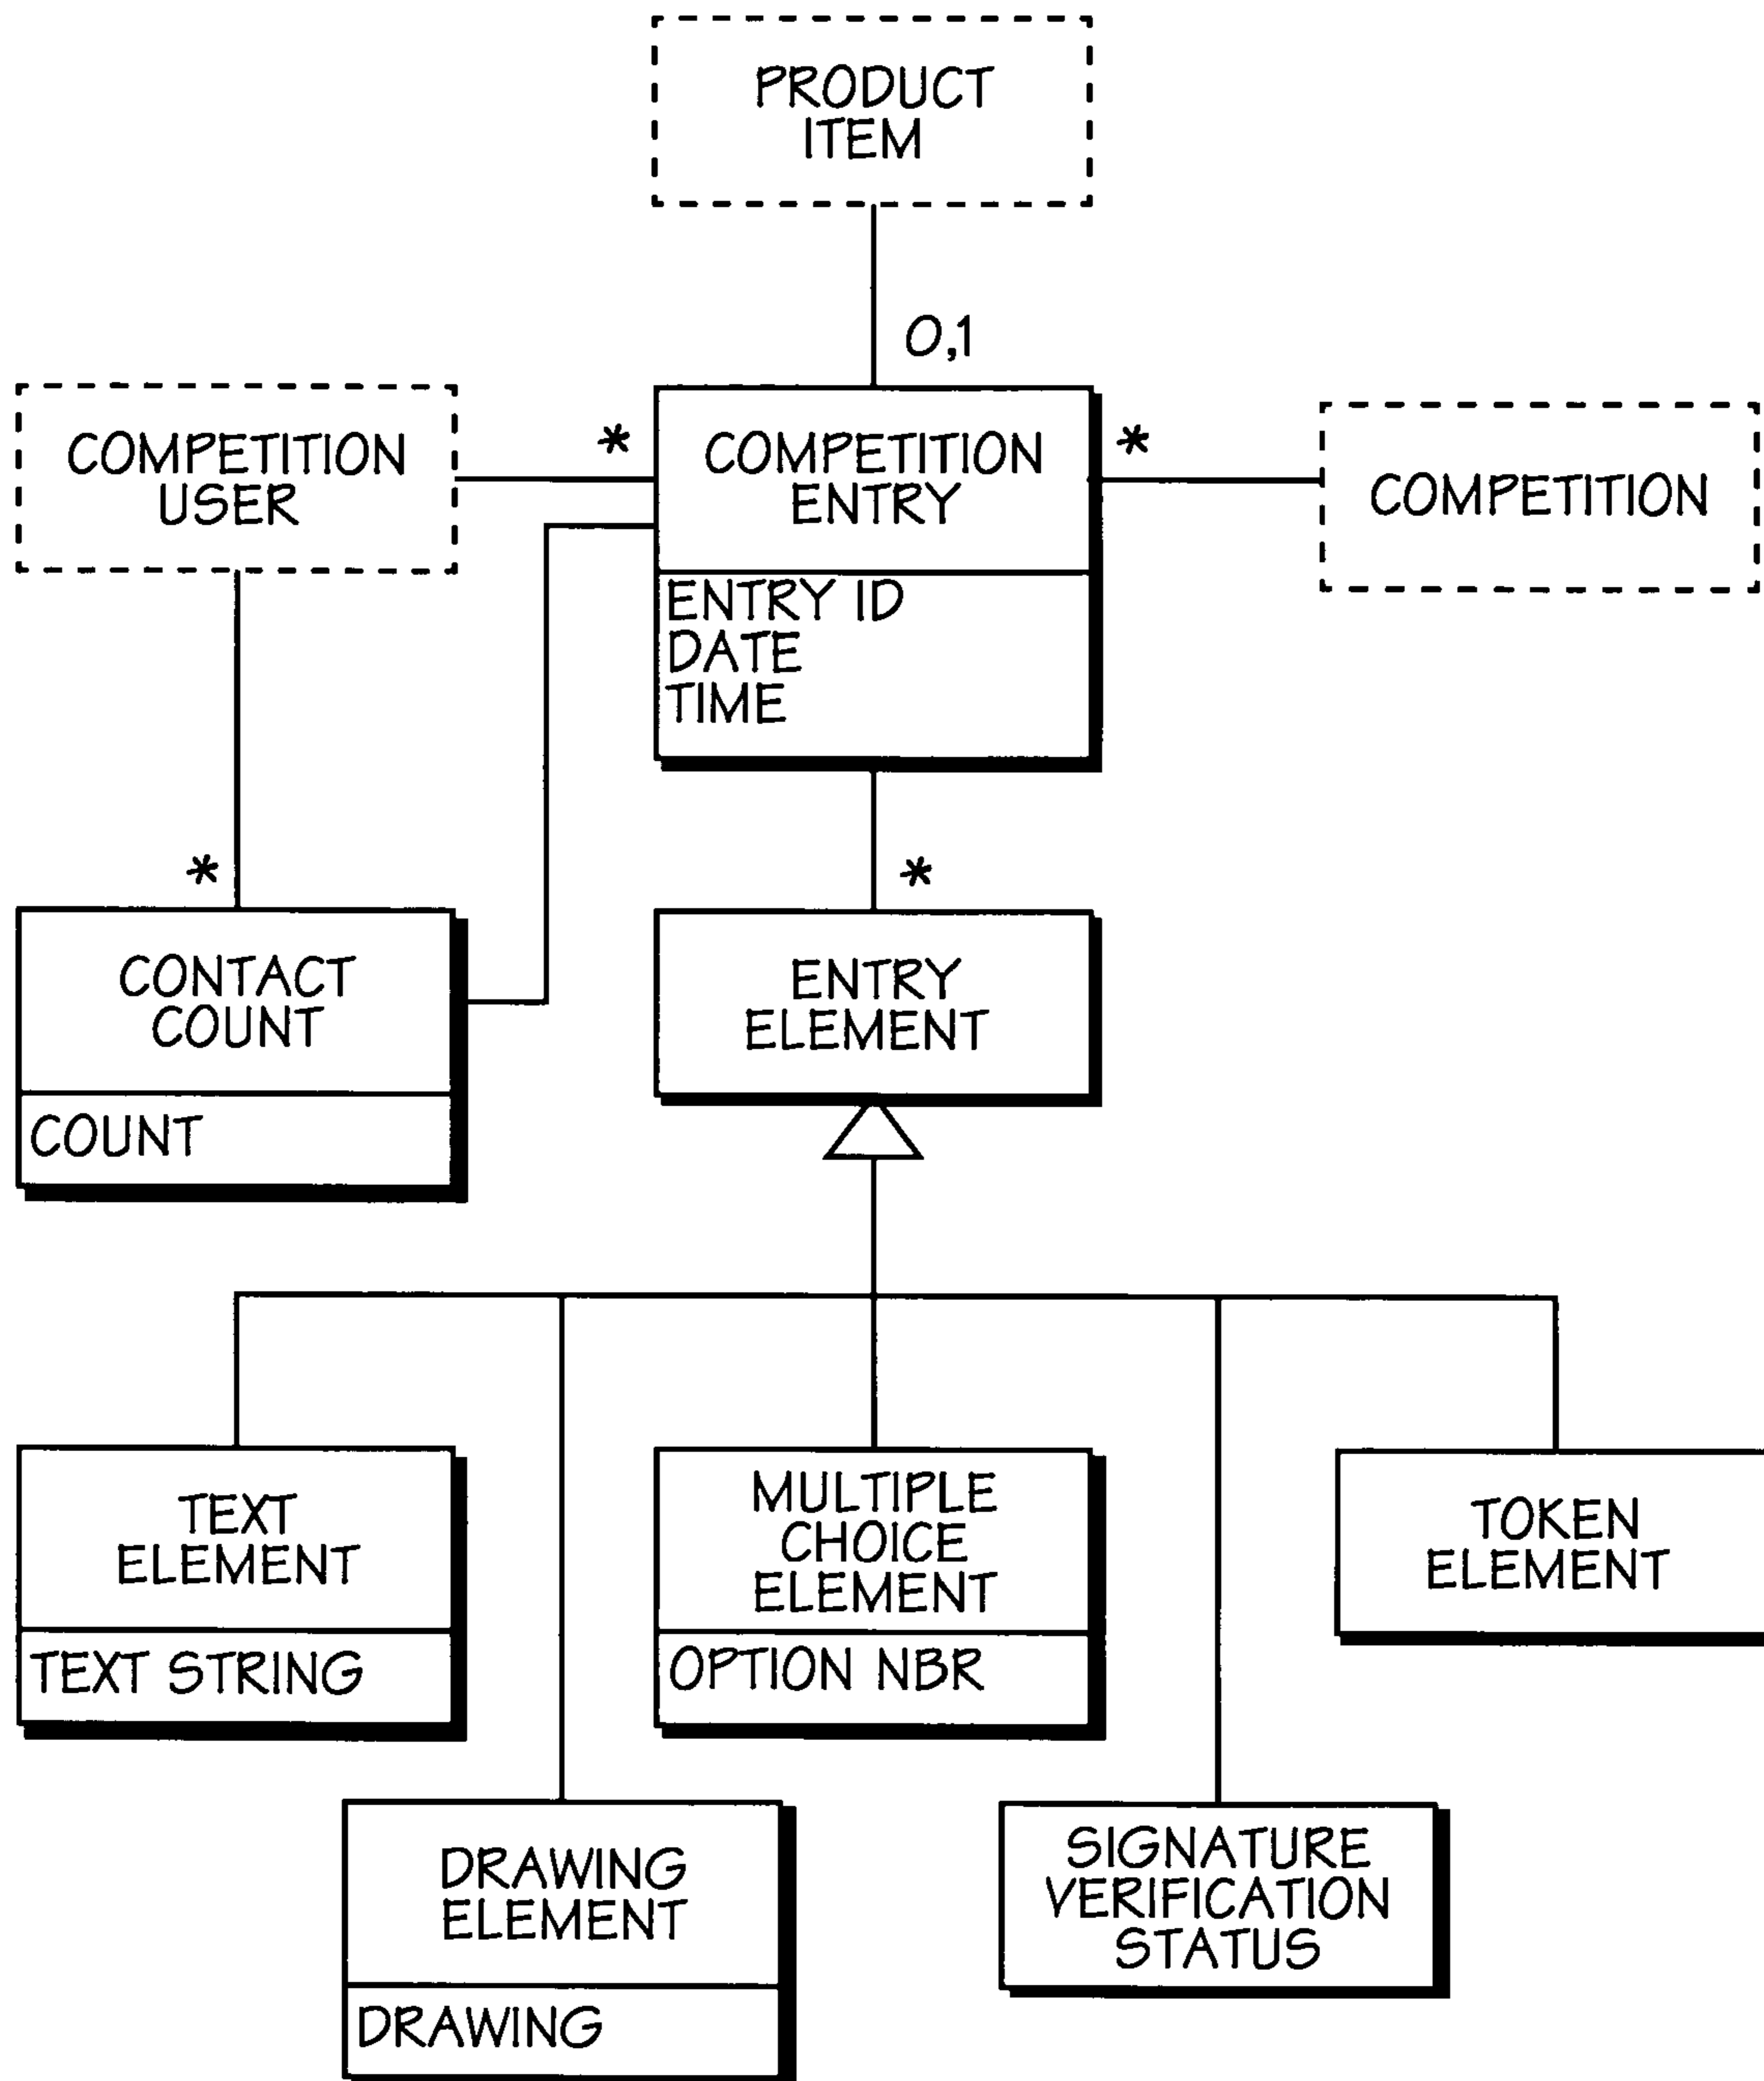 PRODUCT
ITEM
0,1
COMPETITION
USER
*
COMPETITION
ENTRY
*
COMPETITION
ENTRY ID
DATE
TIME
*
*
CONTACT
COUNT
COUNT
ENTRY
ELEMENT
TEXT
ELEMENT
TEXT STRING
MULTIPLE
CHOICE
ELEMENT
OPTION NBR
TOKEN
ELEMENT
DRAWING
ELEMENT
DRAWING
SIGNATURE
VERIFICATION
STATUS